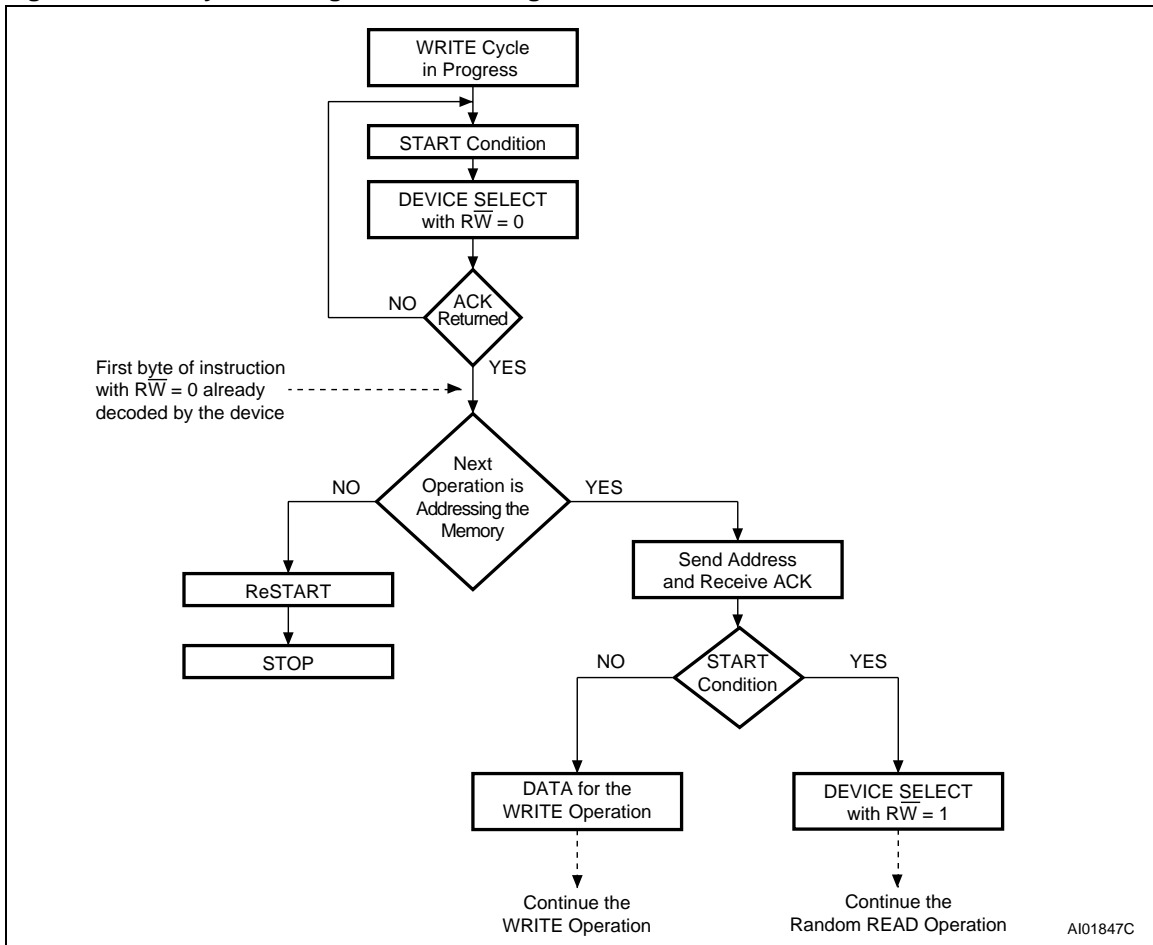 WRITE Cycle
in Progress
START Condition
DEVICE SELECT
with RW̅ = 0
NO
ACK
Returned
YES
First byte of instruction
with RW̅ = 0 already
decoded by the device
Next
Operation is
Addressing the
Memory
NO
YES
Send Address
and Receive ACK
ReSTART
STOP
NO
START
Condition
YES
DATA for the
WRITE Operation
DEVICE SELECT
with RW̅ = 1
Continue the
WRITE Operation
Continue the
Random READ Operation
AI01847C